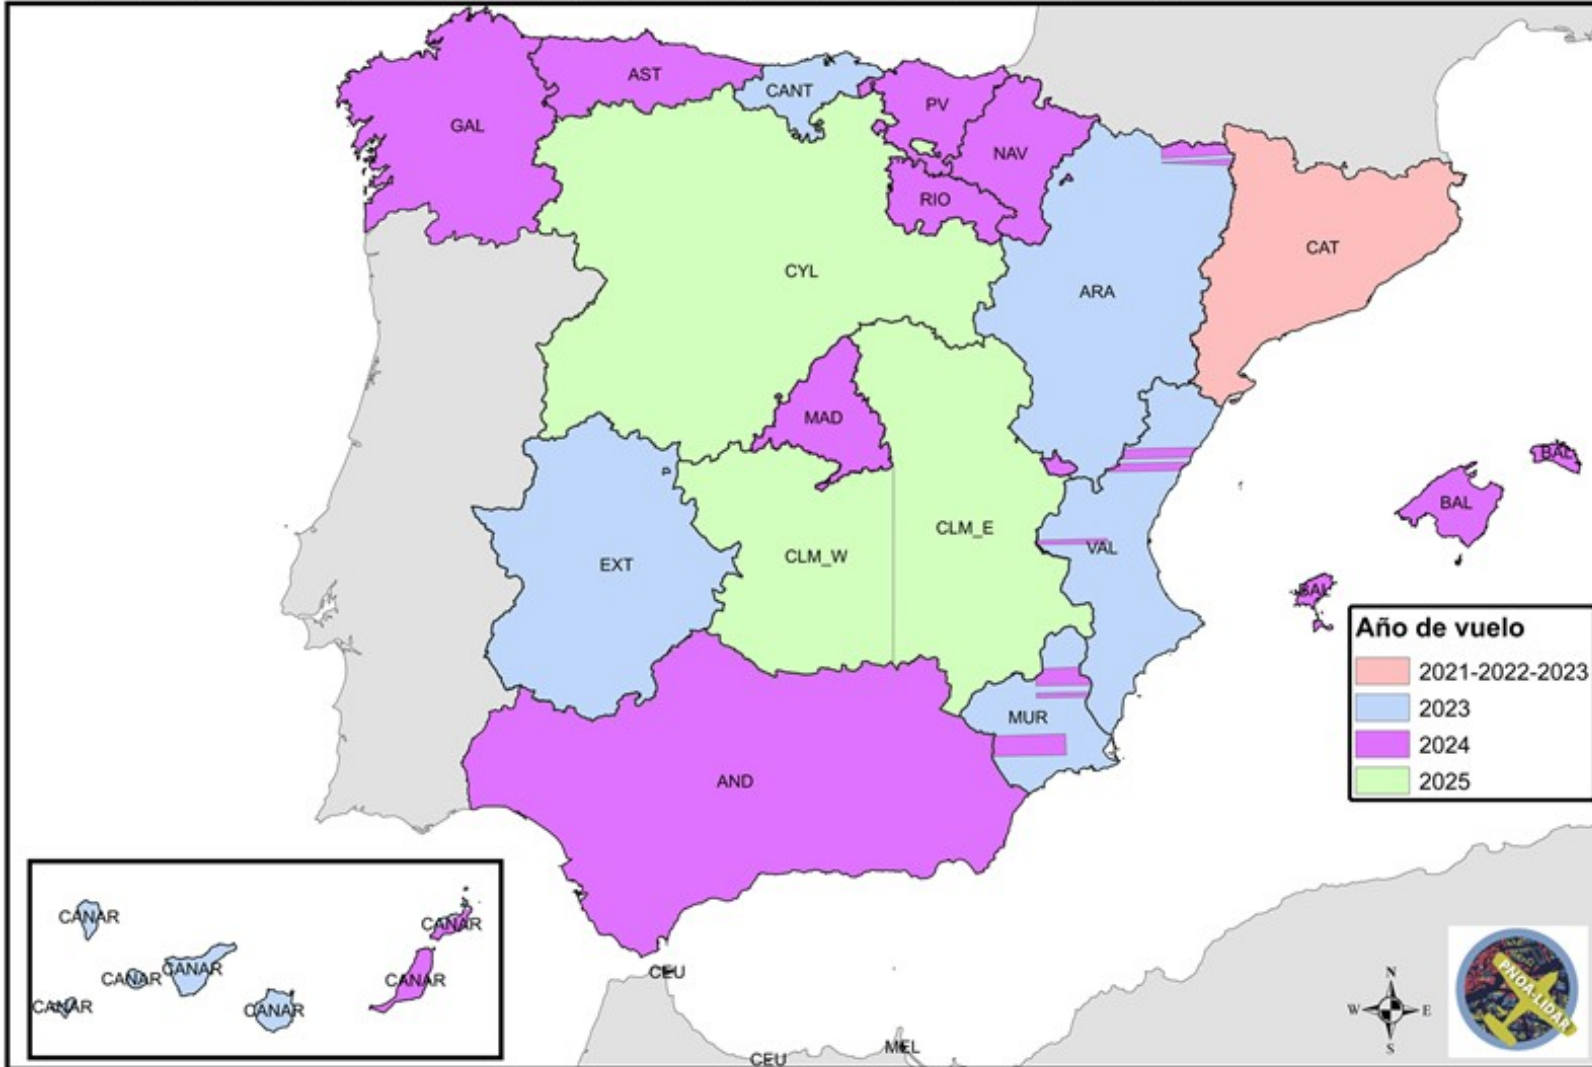 AST
CANT
PV
GAL
NAV
RIO
CAT
CYL
ARA
MAD
BAL
BAL
CLM_E
VAL
CLM_W
EXT
BAL
Año de vuelo
2021-2022-2023
2023
2024
2025
MUR
AND
CANAR
CANAR
CANAR
CANAR
CANAR
CANAR
CANAR
CEU
N
W E
S
PNOA-LIDAR
MEL
CEU